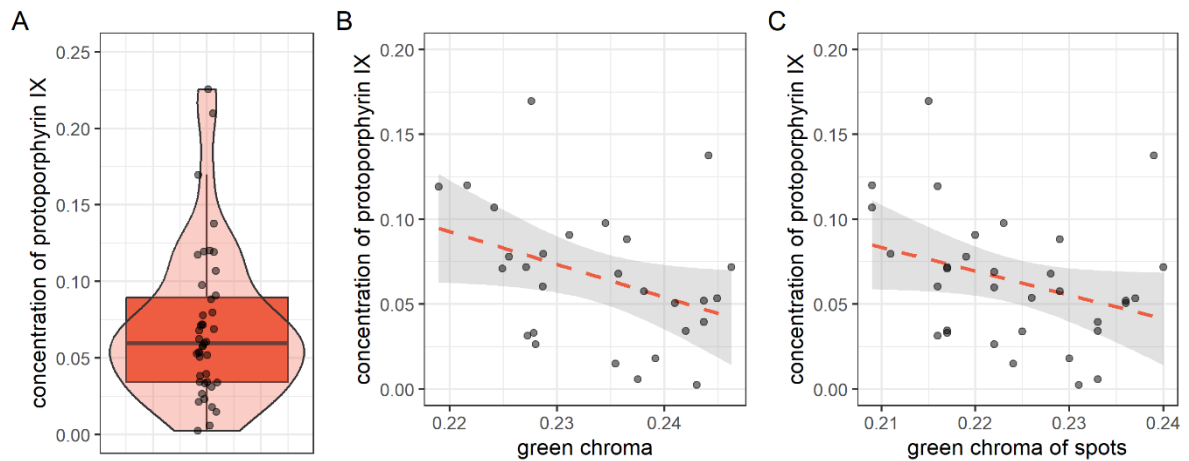 A
concentration of protoporphyrin IX
0.25
0.20
0.15
0.10
0.05
0.00
B
concentration of protoporphyrin IX
0.20
0.15
0.10
0.05
0.00
0.22 0.23 0.24
green chroma
C
concentration of protoporphyrin IX
0.20
0.15
0.10
0.05
0.00
0.21 0.22 0.23 0.24
green chroma of spots